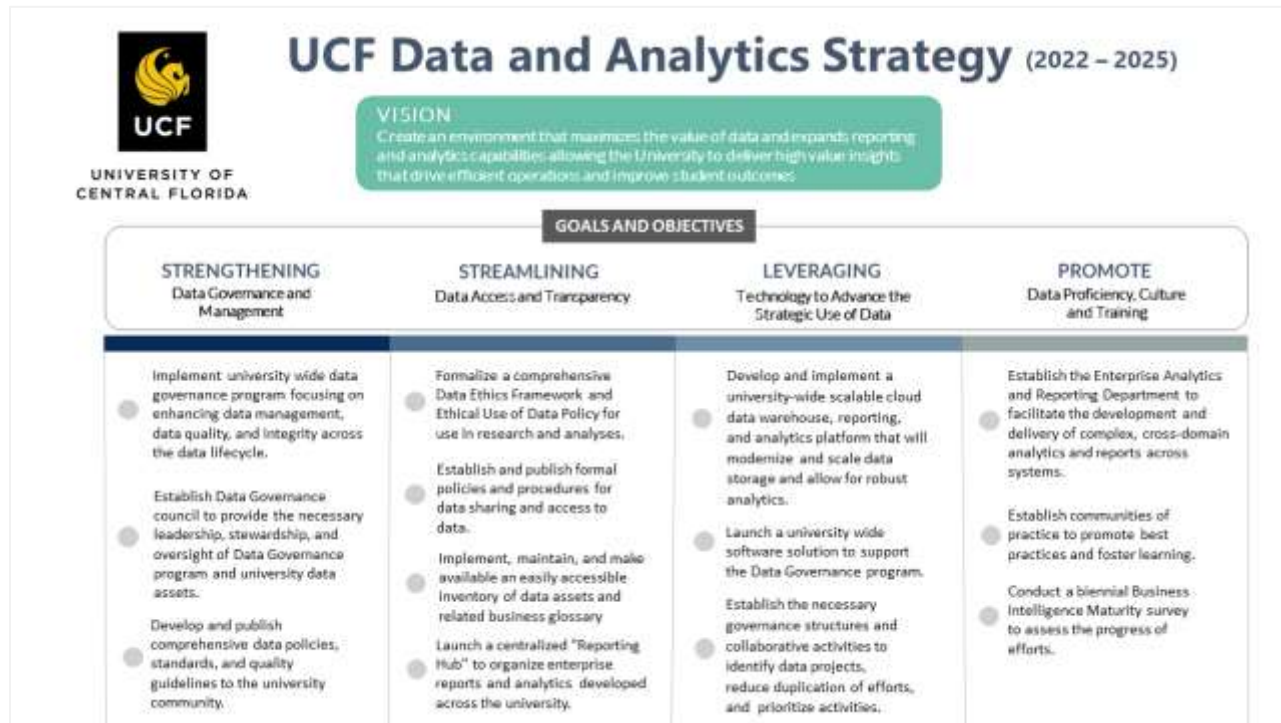 UCF Data and Analytics Strategy (2022 – 2025)
UCF
UNIVERSITY OF
CENTRAL FLORIDA
VISION
Create an environment that maximizes the value of data and expands reporting
and analytics capabilities allowing the University to deliver high value insights
that drive efficient operations and improve student outcomes
GOALS AND OBJECTIVES
STRENGTHENING
Data Governance and
Management
STREAMLINING
Data Access and Transparency
LEVERAGING
Technology to Advance the
Strategic Use of Data
PROMOTE
Data Proficiency, Culture
and Training
Implement university wide data
governance program focusing on
enhancing data management,
data quality, and integrity across
the data lifecycle.
Establish Data Governance
council to provide the necessary
leadership, stewardship, and
oversight of Data Governance
program and university data
assets.
Develop and publish
comprehensive data policies,
standards, and quality
guidelines to the university
community.
Formalize a comprehensive
Data Ethics Framework and
Ethical Use of Data Policy for
use in research and analyses.
Establish and publish formal
policies and procedures for
data sharing and access to
data.
Implement, maintain, and make
available an easily accessible
inventory of data assets and
related business glossary
Launch a centralized "Reporting
Hub" to organize enterprise
reports and analytics developed
across the university.
Develop and implement a
university-wide scalable cloud
data warehouse, reporting,
and analytics platform that will
modernize and scale data
storage and allow for robust
analytics.
Launch a university wide
software solution to support
the Data Governance program.
Establish the necessary
governance structures and
collaborative activities to
identify data projects,
reduce duplication of efforts,
and prioritize activities.
Establish the Enterprise Analytics
and Reporting Department to
facilitate the development and
delivery of complex, cross-domain
analytics and reports across
systems.
Establish communities of
practice to promote best
practices and foster learning.
Conduct a biennial Business
Intelligence Maturity survey
to assess the progress of
efforts.